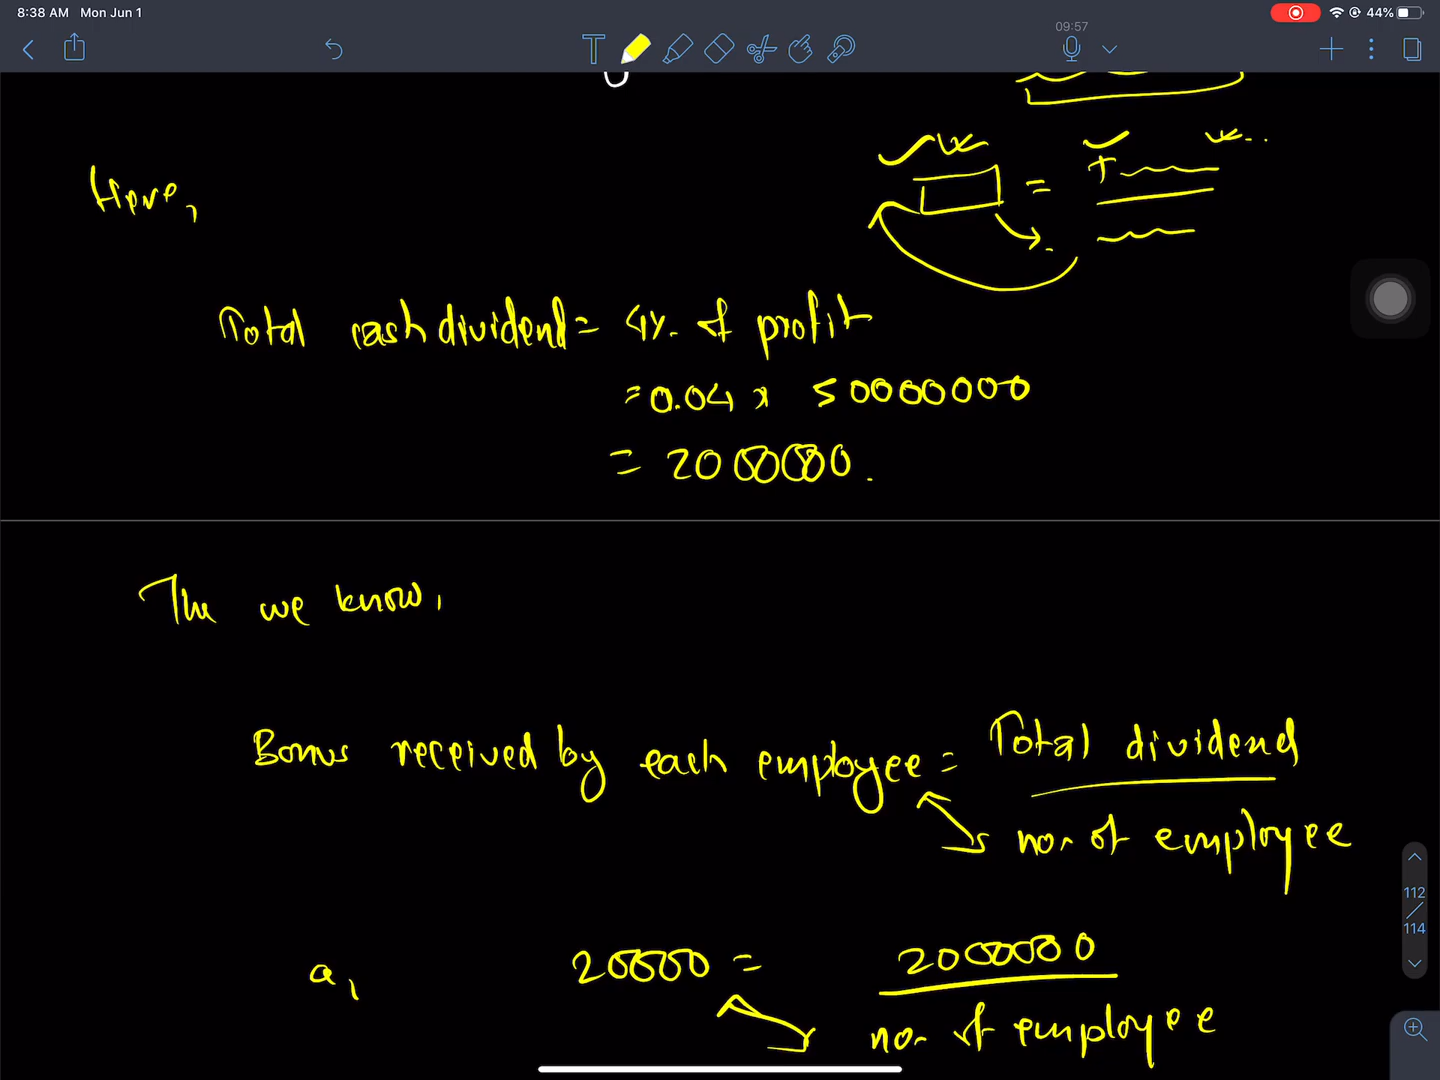 8:38 AM Mon Jun 1
44%
09:57
T
Here,
Total cash dividend = 4% of profit
= 0.04 x 50000000
= 2000000.
The we know,
Bonus received by each employee = Total dividend
no. of employee
112
/
114
a, 20000 = 2000000
no. of employee